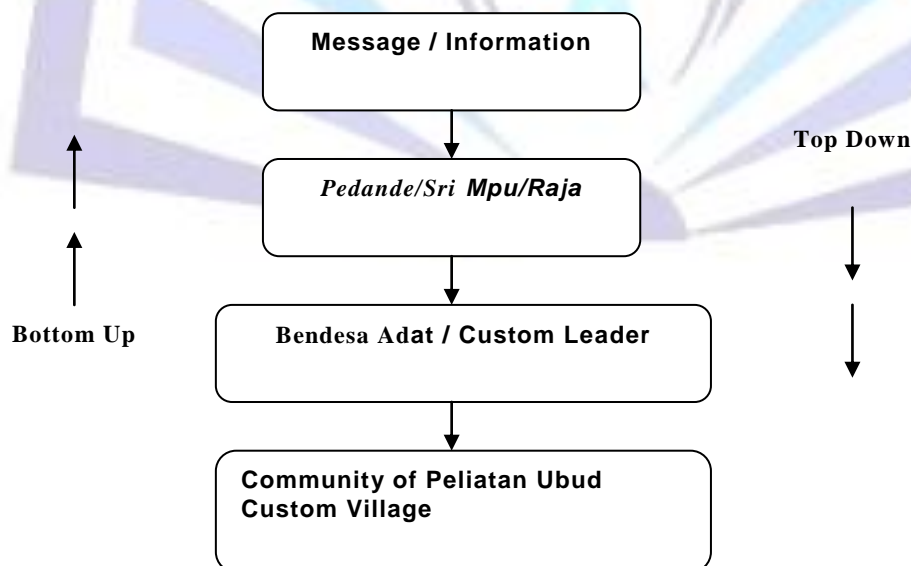 Message / Information
Top Down
Pedande/Sri Mpu/Raja
Bottom Up
Bendesa Adat / Custom Leader
Community of Peliatan Ubud
Custom Village